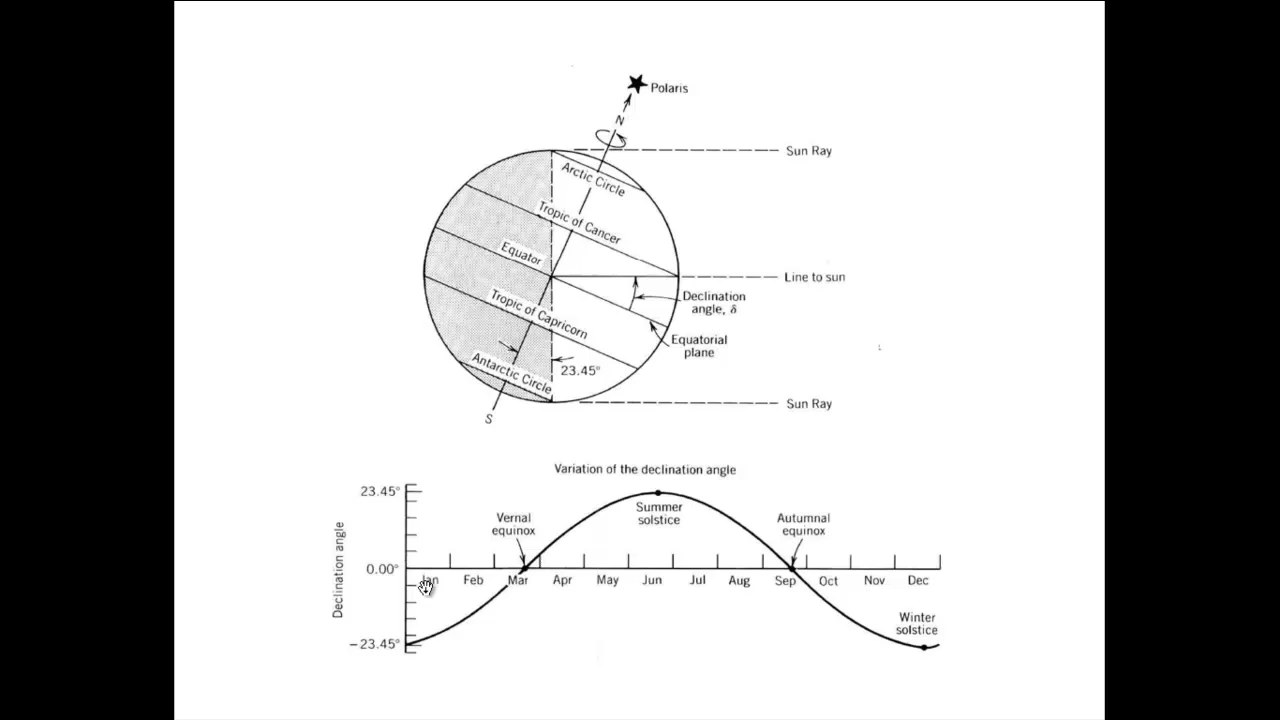 Polaris
N
Sun Ray
Arctic Circle
Tropic of Cancer
Equator
Line to sun
Declination
angle, δ
Tropic of Capricorn
Equatorial
plane
Antarctic Circle
23.45°
Sun Ray
S
Variation of the declination angle
23.45°
Summer
solstice
Vernal
equinox
Autumnal
equinox
Declination angle
0.00°
Jan Feb Mar Apr May Jun Jul Aug Sep Oct Nov Dec
Winter
solstice
−23.45°